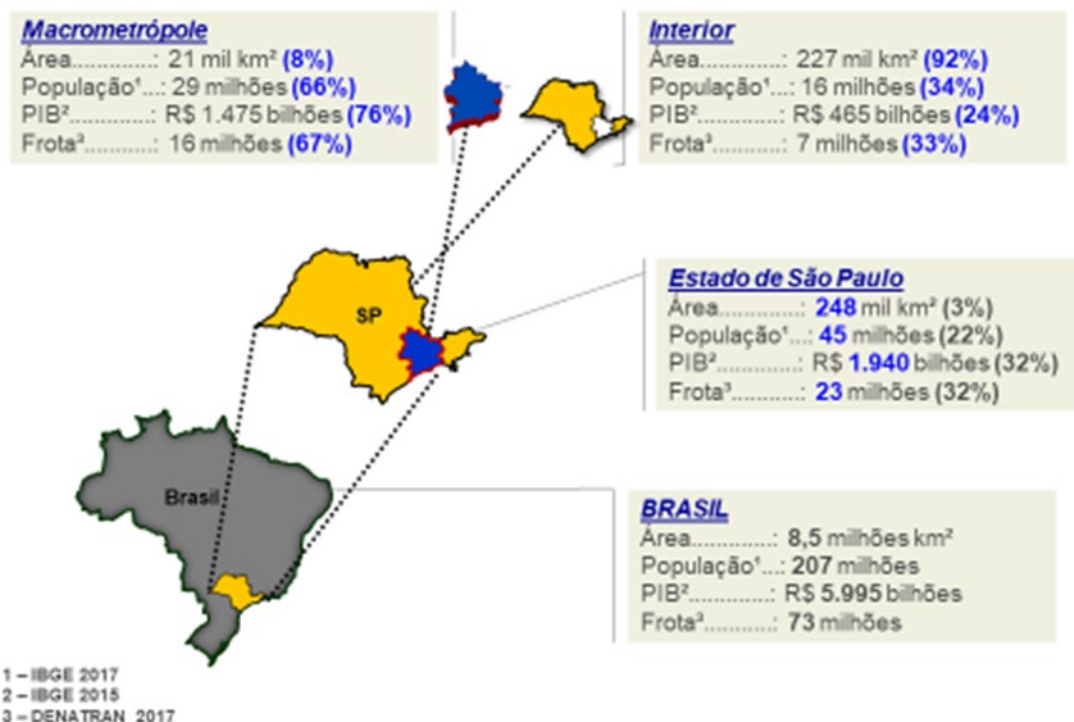 Macrometrópole
Área.............: 21 mil km² (8%)
População¹...: 29 milhões (66%)
PIB²..............: R$ 1.475 bilhões (76%)
Frota³...........: 16 milhões (67%)
Interior
Área.............: 227 mil km² (92%)
População¹...: 16 milhões (34%)
PIB²..............: R$ 465 bilhões (24%)
Frota³...........: 7 milhões (33%)
SP
Estado de São Paulo
Área.............: 248 mil km² (3%)
População¹...: 45 milhões (22%)
PIB²..............: R$ 1.940 bilhões (32%)
Frota³...........: 23 milhões (32%)
Brasil
BRASIL
Área.............: 8,5 milhões km²
População¹...: 207 milhões
PIB²..............: R$ 5.995 bilhões
Frota³...........: 73 milhões
1 – IBGE 2017
2 – IBGE 2015
3 – DENATRAN 2017